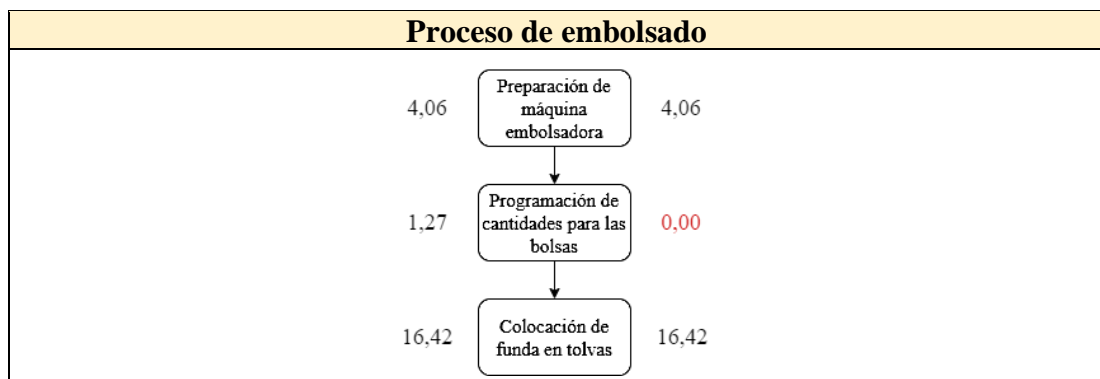 Proceso de embolsado
4,06
Preparación de
máquina
embolsadora
4,06
1,27
Programación de
cantidades para las
bolsas
0,00
16,42
Colocación de
funda en tolvas
16,42